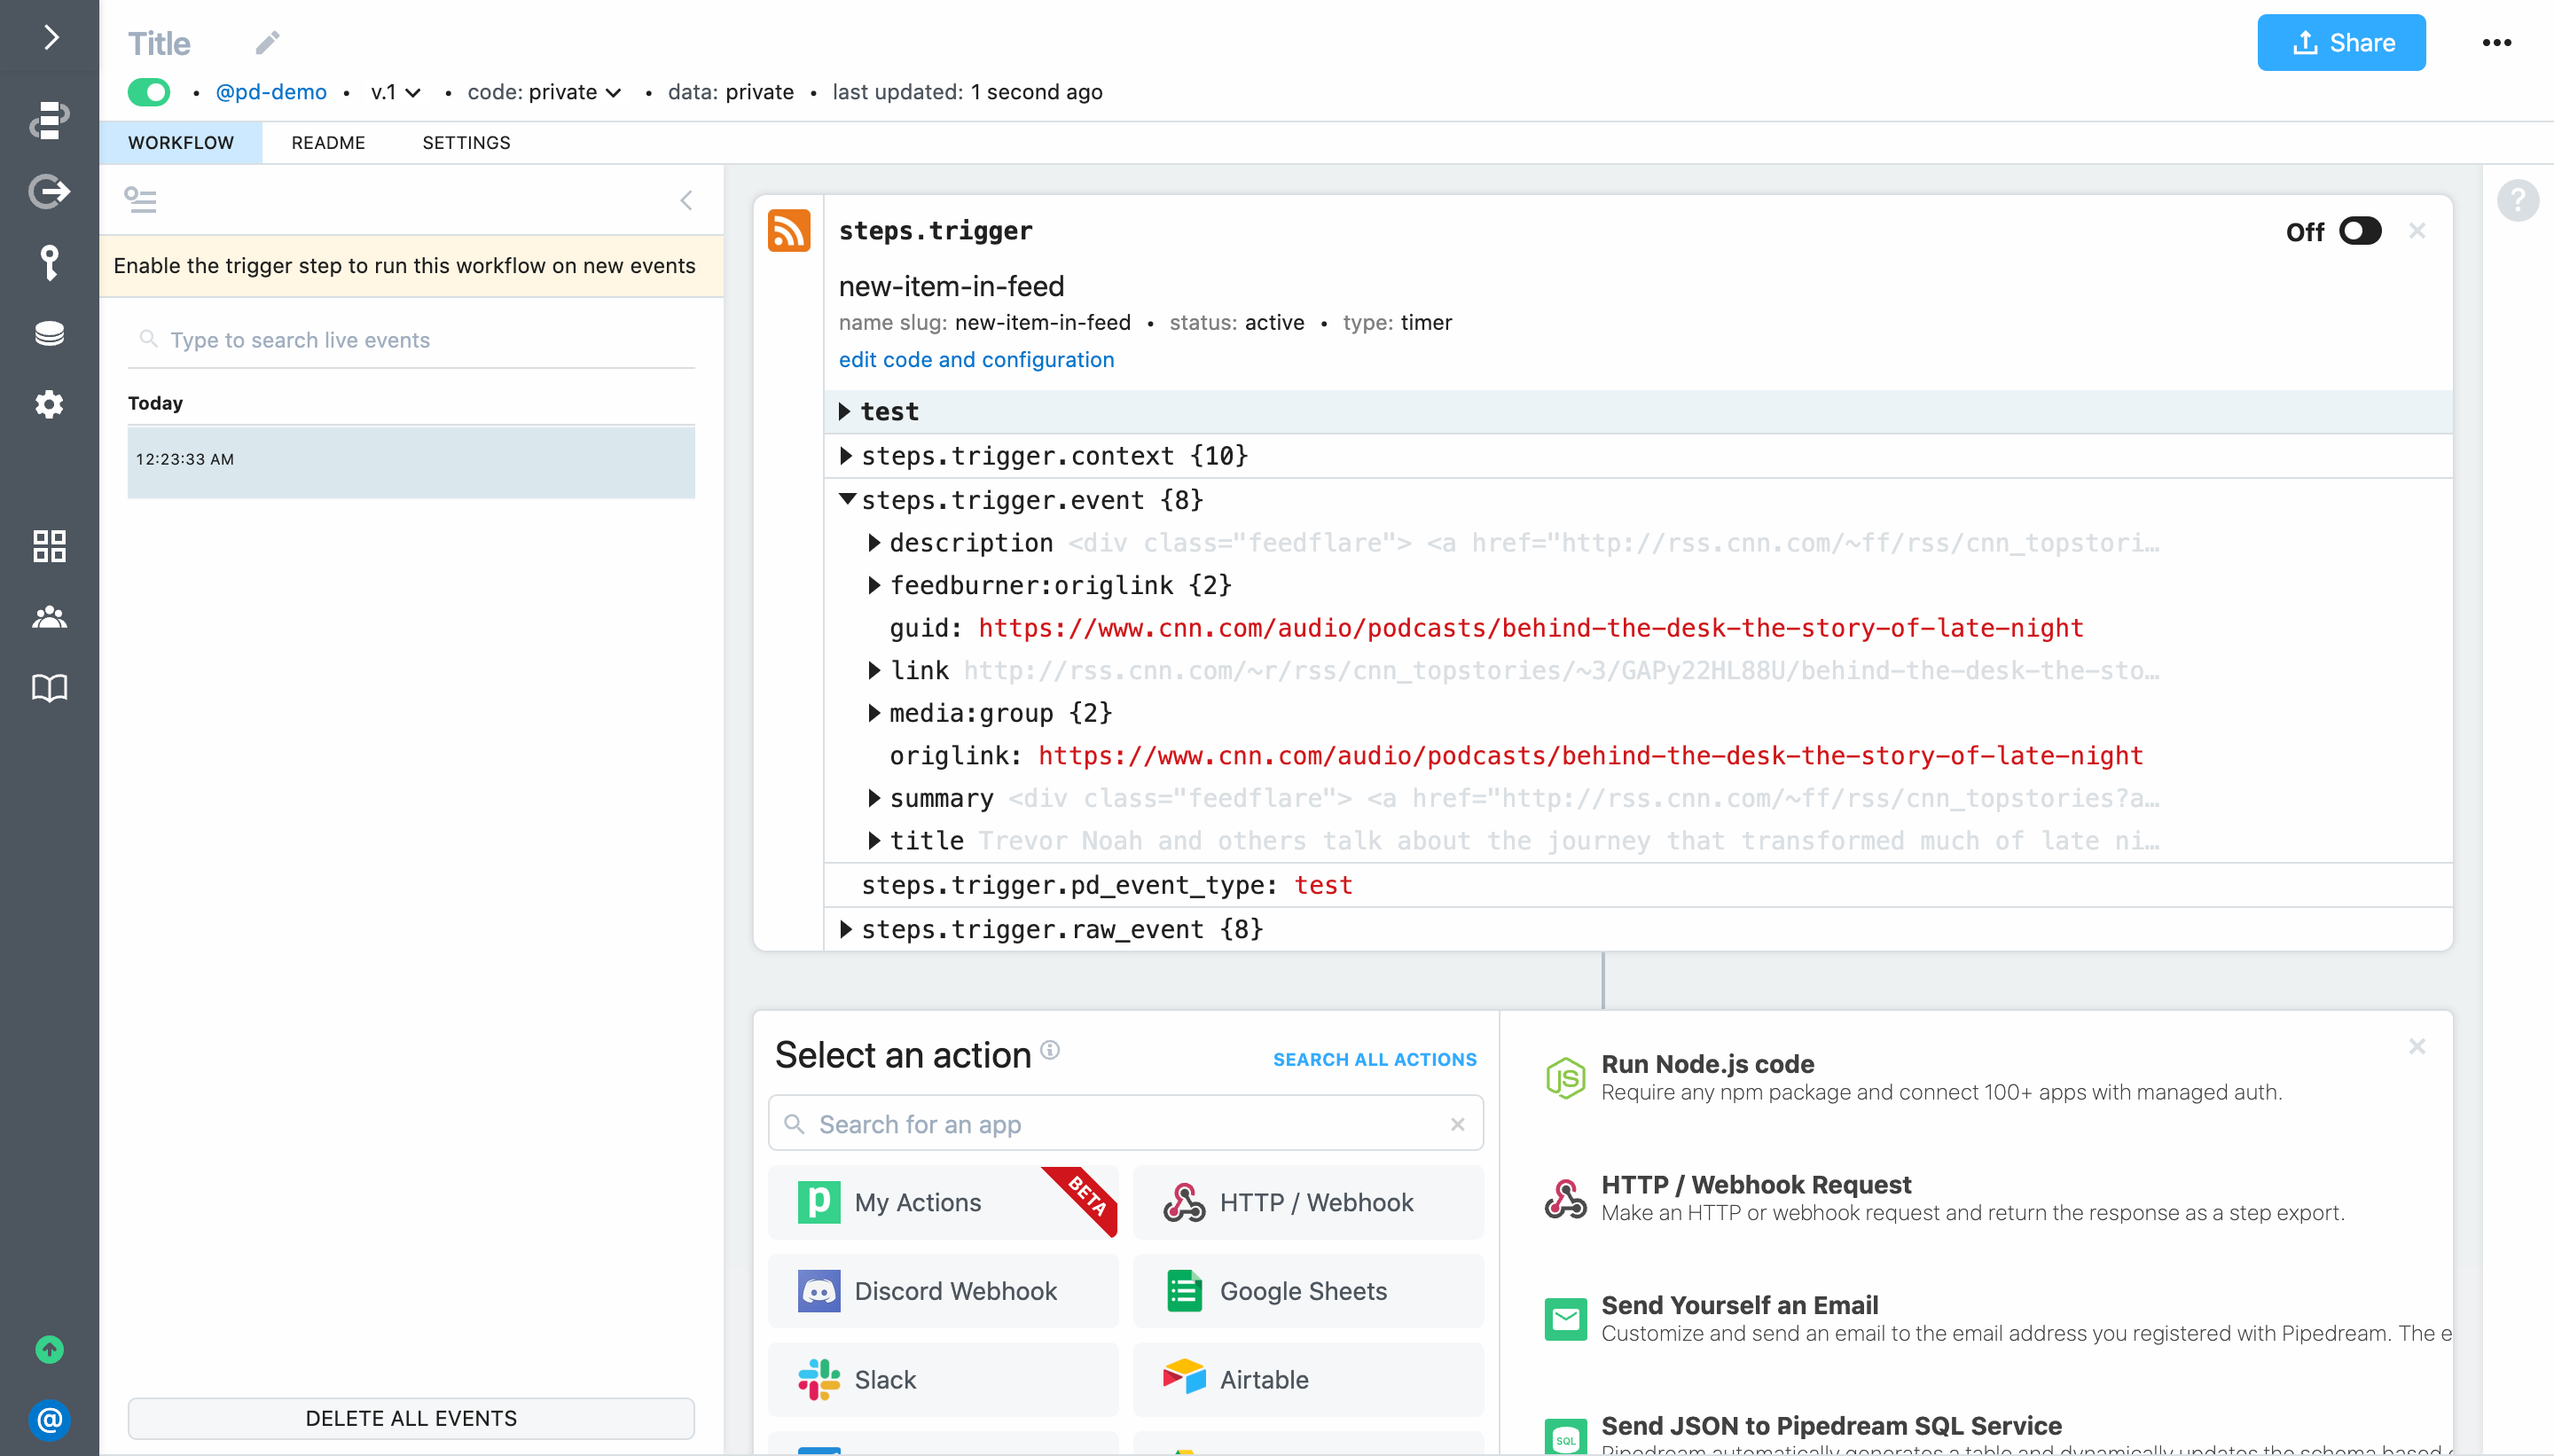 Title
Share
@pd-demo • v.1 • code: private • data: private • last updated: 1 second ago
WORKFLOW README SETTINGS
Enable the trigger step to run this workflow on new events
Type to search live events
Today
12:23:33 AM
DELETE ALL EVENTS
steps.trigger
Off
new-item-in-feed
name slug: new-item-in-feed • status: active • type: timer
edit code and configuration
test
steps.trigger.context {10}
steps.trigger.event {8}
description <div class="feedflare"> <a href="http://rss.cnn.com/~ff/rss/cnn_topstori…
feedburner:origlink {2}
guid: https://www.cnn.com/audio/podcasts/behind-the-desk-the-story-of-late-night
link http://rss.cnn.com/~r/rss/cnn_topstories/~3/GAPy22HL88U/behind-the-desk-the-sto…
media:group {2}
origlink: https://www.cnn.com/audio/podcasts/behind-the-desk-the-story-of-late-night
summary <div class="feedflare"> <a href="http://rss.cnn.com/~ff/rss/cnn_topstories?a…
title Trevor Noah and others talk about the journey that transformed much of late ni…
steps.trigger.pd_event_type: test
steps.trigger.raw_event {8}
Select an action
SEARCH ALL ACTIONS
Search for an app
My Actions
BETA
HTTP / Webhook
Discord Webhook
Google Sheets
Slack
Airtable
Run Node.js code
Require any npm package and connect 100+ apps with managed auth.
HTTP / Webhook Request
Make an HTTP or webhook request and return the response as a step export.
Send Yourself an Email
Customize and send an email to the email address you registered with Pipedream. The e
Send JSON to Pipedream SQL Service
SQL
Pipedream automatically generates a table and dynamically updates the schema based